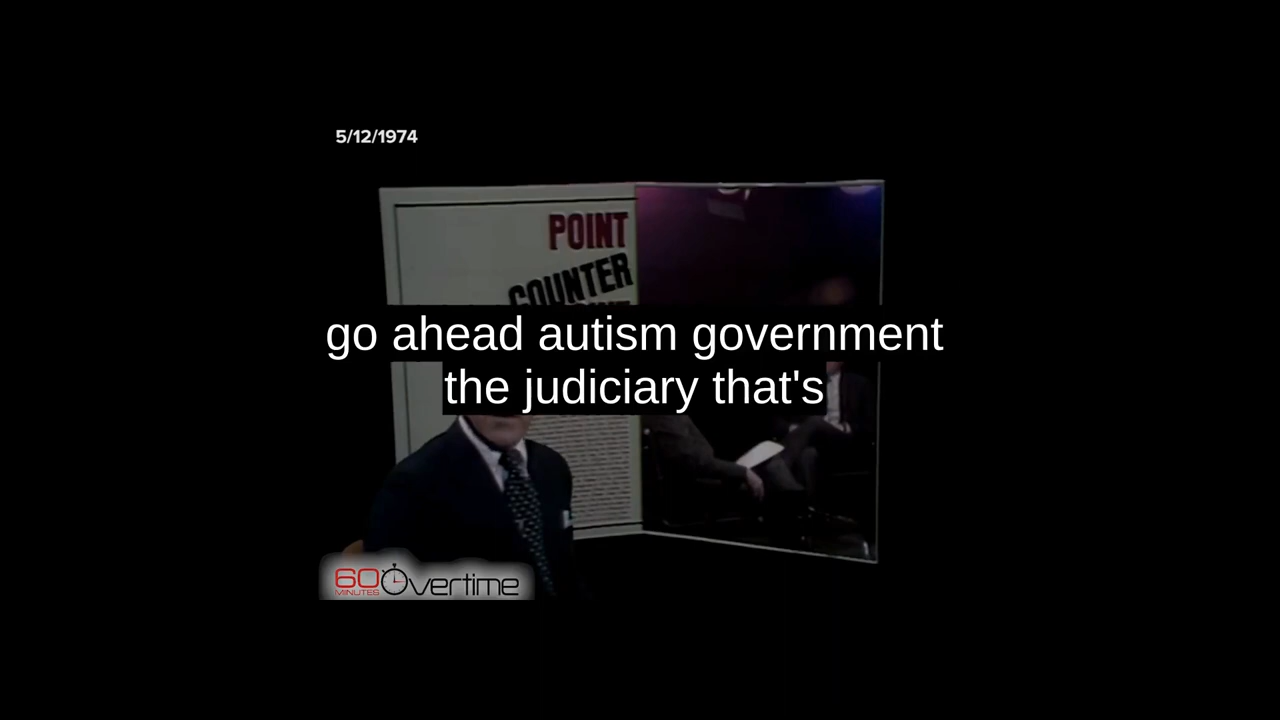 5/12/1974
POINT
COUNTER
go ahead autism government
the judiciary that's
60 Overtime
MINUTES